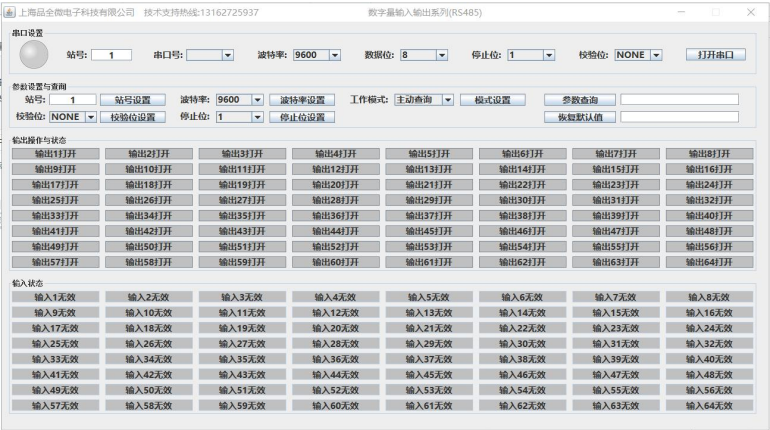 上海品全微电子科技有限公司 技术支持热线:13162725937 数字量输入输出系列(RS485)
串口设置
站号: 1 串口号: 波特率: 9600 数据位: 8 停止位: 1 校验位: NONE 打开串口
参数设置与查询
站号: 1 站号设置 波特率: 9600 波特率设置 工作模式: 主动查询 模式设置 参数查询
校验位: NONE 校验位设置 停止位: 1 停止位设置 恢复默认值
输出操作与状态
输出1打开 输出2打开 输出3打开 输出4打开 输出5打开 输出6打开 输出7打开 输出8打开
输出9打开 输出10打开 输出11打开 输出12打开 输出13打开 输出14打开 输出15打开 输出16打开
输出17打开 输出18打开 输出19打开 输出20打开 输出21打开 输出22打开 输出23打开 输出24打开
输出25打开 输出26打开 输出27打开 输出28打开 输出29打开 输出30打开 输出31打开 输出32打开
输出33打开 输出34打开 输出35打开 输出36打开 输出37打开 输出38打开 输出39打开 输出40打开
输出41打开 输出42打开 输出43打开 输出44打开 输出45打开 输出46打开 输出47打开 输出48打开
输出49打开 输出50打开 输出51打开 输出52打开 输出53打开 输出54打开 输出55打开 输出56打开
输出57打开 输出58打开 输出59打开 输出60打开 输出61打开 输出62打开 输出63打开 输出64打开
输入状态
输入1无效 输入2无效 输入3无效 输入4无效 输入5无效 输入6无效 输入7无效 输入8无效
输入9无效 输入10无效 输入11无效 输入12无效 输入13无效 输入14无效 输入15无效 输入16无效
输入17无效 输入18无效 输入19无效 输入20无效 输入21无效 输入22无效 输入23无效 输入24无效
输入25无效 输入26无效 输入27无效 输入28无效 输入29无效 输入30无效 输入31无效 输入32无效
输入33无效 输入34无效 输入35无效 输入36无效 输入37无效 输入38无效 输入39无效 输入40无效
输入41无效 输入42无效 输入43无效 输入44无效 输入45无效 输入46无效 输入47无效 输入48无效
输入49无效 输入50无效 输入51无效 输入52无效 输入53无效 输入54无效 输入55无效 输入56无效
输入57无效 输入58无效 输入59无效 输入60无效 输入61无效 输入62无效 输入63无效 输入64无效